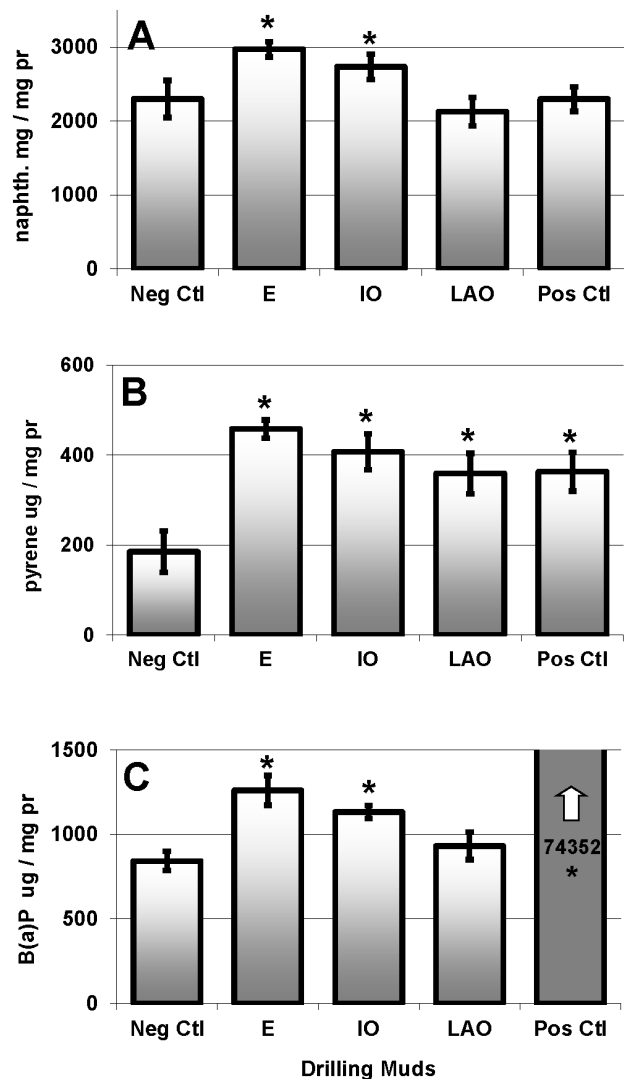 A
naphth. mg / mg pr
3000
2000
1000
0
* *
Neg Ctl E IO LAO Pos Ctl
B
pyrene ug / mg pr
600
400
200
0
* * * *
Neg Ctl E IO LAO Pos Ctl
C
B(a)P ug / mg pr
1500
1000
500
0
* *
74352
*
Neg Ctl E IO LAO Pos Ctl
Drilling Muds